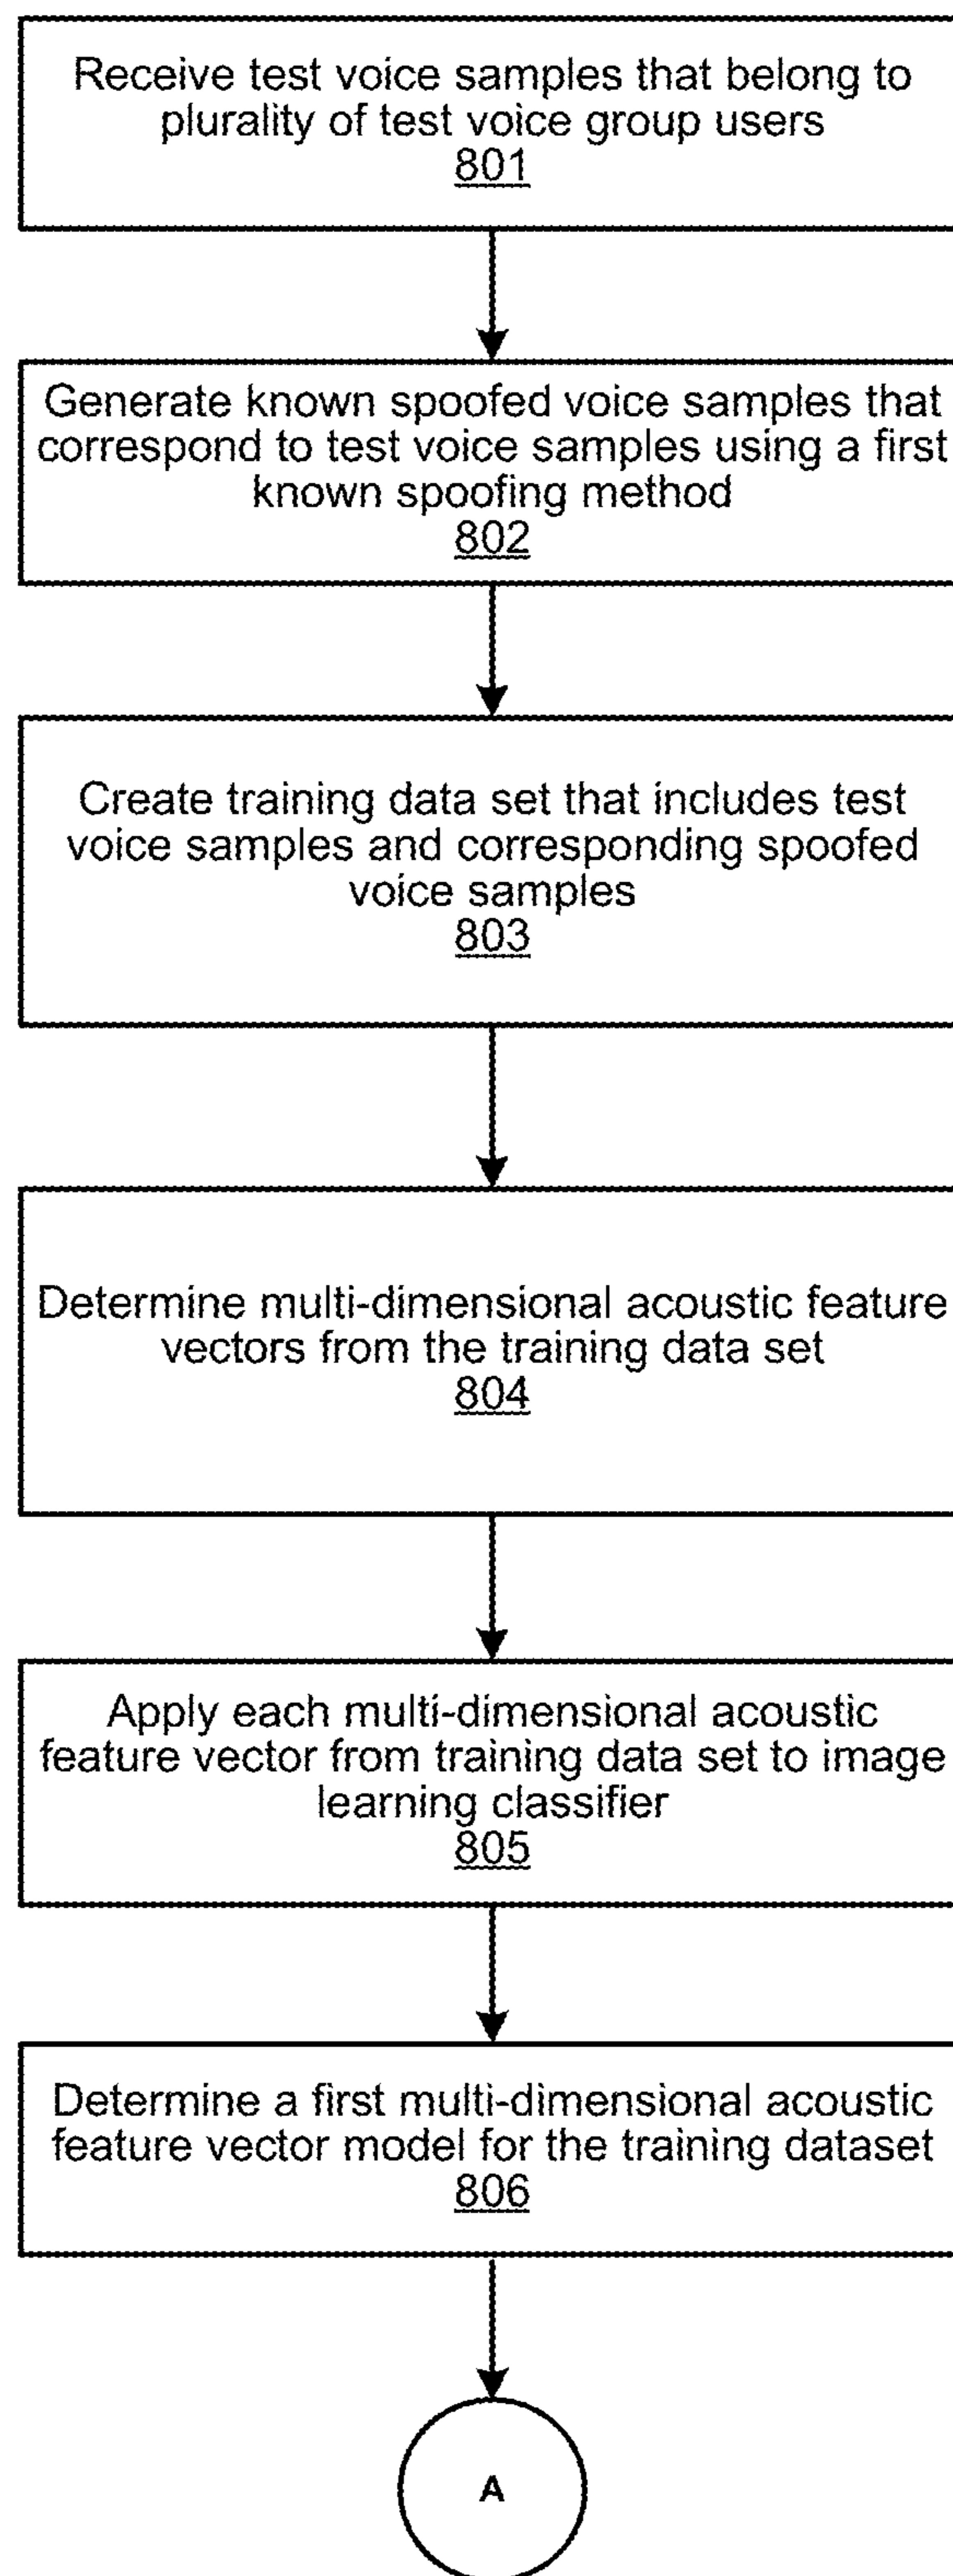 Receive test voice samples that belong to
plurality of test voice group users
801
Generate known spoofed voice samples that
correspond to test voice samples using a first
known spoofing method
802
Create training data set that includes test
voice samples and corresponding spoofed
voice samples
803
Determine multi-dimensional acoustic feature
vectors from the training data set
804
Apply each multi-dimensional acoustic
feature vector from training data set to image
learning classifier
805
Determine a first multi-dimensional acoustic
feature vector model for the training dataset
806
A